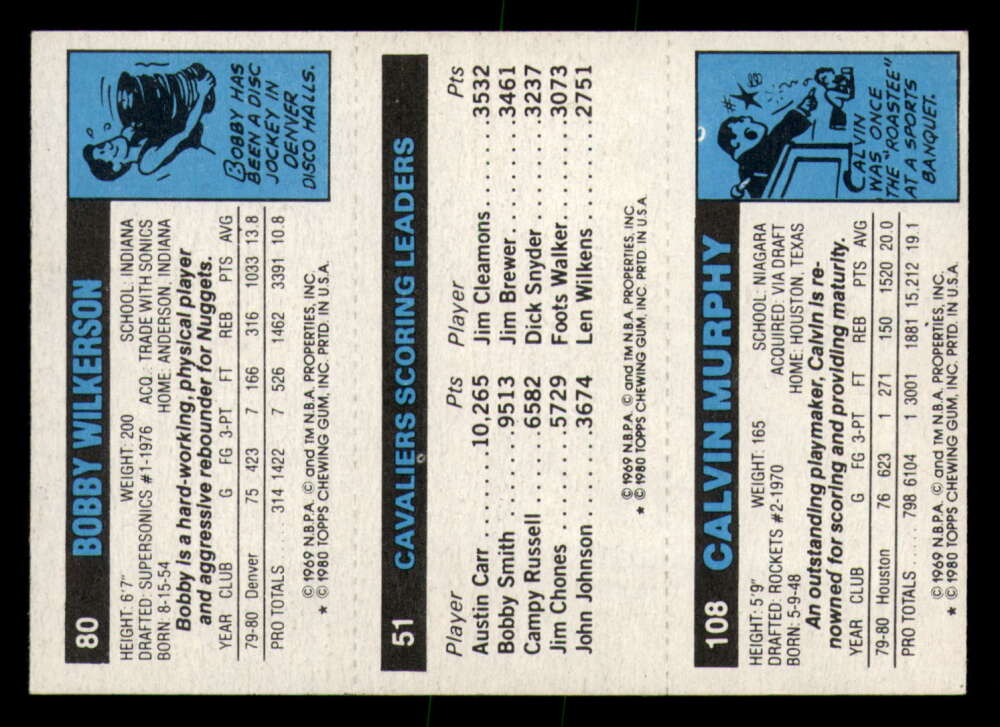 80 BOBBY WILKERSON
HEIGHT: 6'7" WEIGHT: 200 SCHOOL: INDIANA
DRAFTED: SUPERSONICS #1-1976 ACQ.: TRADE WITH SONICS
BORN: 8-15-54 HOME: ANDERSON, INDIANA
Bobby is a hard-working, physical player
and aggressive rebounder for Nuggets.
YEAR CLUB G FG 3-PT FT REB PTS AVG
79-80 Denver 75 423 7 166 316 1033 13.8
PRO TOTALS .... 314 1422 7 526 1462 3391 10.8
© 1969 N.B.P.A. © and TM N.B.A. PROPERTIES, INC.
* © 1980 TOPPS CHEWING GUM, INC. PRTD. IN U.S.A.
BOBBY HAS
BEEN A DISC
JOCKEY IN
DENVER
DISCO HALLS.
51 CAVALIERS SCORING LEADERS
Player Pts Player Pts
Austin Carr ..... 10,265 Jim Cleamons ..... 3532
Bobby Smith ..... 9513 Jim Brewer ..... 3461
Campy Russell ..... 6582 Dick Snyder ..... 3237
Jim Chones ..... 5729 Foots Walker ..... 3073
John Johnson ..... 3674 Len Wilkens ..... 2751
© 1969 N.B.P.A. © and TM N.B.A. PROPERTIES, INC.
* © 1980 TOPPS CHEWING GUM, INC. PRTD. IN U.S.A.
108 CALVIN MURPHY
HEIGHT: 5'9" WEIGHT: 165 SCHOOL: NIAGARA
DRAFTED: ROCKETS #2-1970 ACQUIRED: VIA DRAFT
BORN: 5-9-48 HOME: HOUSTON, TEXAS
An outstanding playmaker, Calvin is re-
nowned for scoring and providing maturity.
YEAR CLUB G FG 3-PT FT REB PTS AVG
79-80 Houston 76 623 1 271 150 1520 20.0
PRO TOTALS .... 798 6104 1 3001 1881 15,212 19.1
© 1969 N.B.P.A. © and TM N.B.A. PROPERTIES, INC.
* © 1980 TOPPS CHEWING GUM, INC. PRTD. IN U.S.A.
CALVIN
WAS ONCE
THE "ROASTEE"
AT A SPORTS
BANQUET.